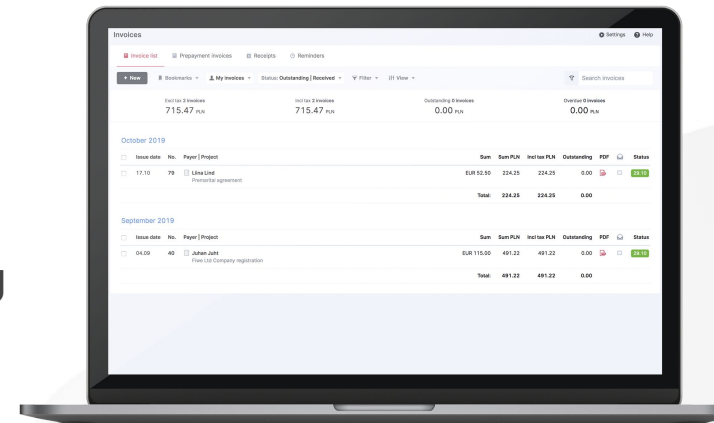 Invoices
Settings Help
Invoice list Prepayment invoices Receipts Reminders
+ New Bookmarks My invoices Status: Outstanding | Received Filter View Search invoices
Excl tax 2 invoices Incl tax 2 invoices Outstanding 0 invoices Overdue 0 invoices
715.47 PLN 715.47 PLN 0.00 PLN 0.00 PLN
October 2019
Issue date No. Payer | Project Sum Sum PLN Incl tax PLN Outstanding PDF Status
17.10 79 Liina Lind EUR 52.50 224.25 224.25 0.00 29.10
Premarital agreement
Total: 224.25 224.25 0.00
September 2019
Issue date No. Payer | Project Sum Sum PLN Incl tax PLN Outstanding PDF Status
04.09 40 Juhan Juht EUR 115.00 491.22 491.22 0.00 29.10
Fiwe Ltd Company registration
Total: 491.22 491.22 0.00